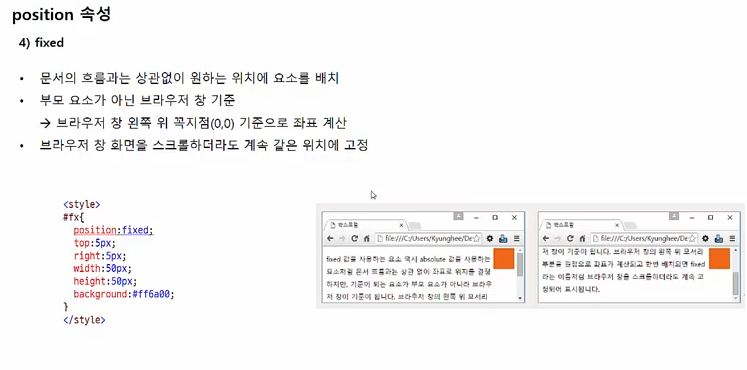 position 속성
4) fixed
• 문서의 흐름과는 상관없이 원하는 위치에 요소를 배치
• 부모 요소가 아닌 브라우저 창 기준
→ 브라우저 창 왼쪽 위 꼭지점(0,0) 기준으로 좌표 계산
• 브라우저 창 화면을 스크롤하더라도 계속 같은 위치에 고정
<style>
#fx{
position:fixed;
top:5px;
right:5px;
width:50px;
height:50px;
background:#ff6a00;
}
</style>
박스모델
file:///C:/Users/Kyunghee/De
fixed 값을 사용하는 요소 역시 absolute 값을 사용하는
요소처럼 문서 흐름과는 상관 없이 좌표로 위치를 결정
하지만, 기준이 되는 요소가 부모 요소가 아니라 브라우
저 창이 기준이 됩니다. 브라우저 창의 왼쪽 위 모서리
박스모델
file:///C:/Users/Kyunghee/De
저 창이 기준이 됩니다. 브라우저 창의 왼쪽 위 모서리
부분을 원점으로 좌표가 계산되고 한번 배치되면 fixed
라는 이름처럼 브라우저 창을 스크롤하더라도 계속 고
정되어 표시됩니다.